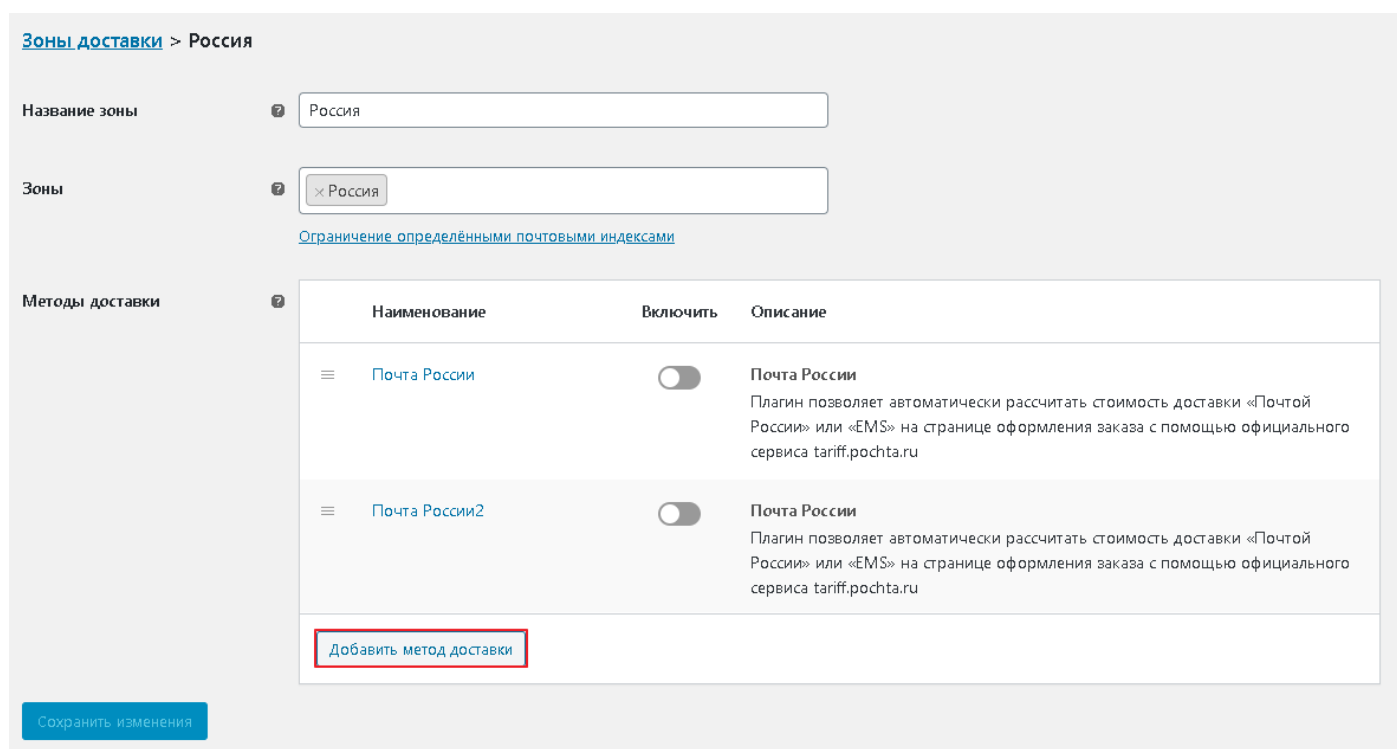 Зоны доставки > Россия
Название зоны
Россия
Зоны
×Россия
Ограничение определёнными почтовыми индексами
Методы доставки
Наименование Включить Описание
Почта России
Почта России
Плагин позволяет автоматически рассчитать стоимость доставки «Почтой
России» или «EMS» на странице оформления заказа с помощью официального
сервиса tariff.pochta.ru
Почта России2
Почта России
Плагин позволяет автоматически рассчитать стоимость доставки «Почтой
России» или «EMS» на странице оформления заказа с помощью официального
сервиса tariff.pochta.ru
Добавить метод доставки
Сохранить изменения